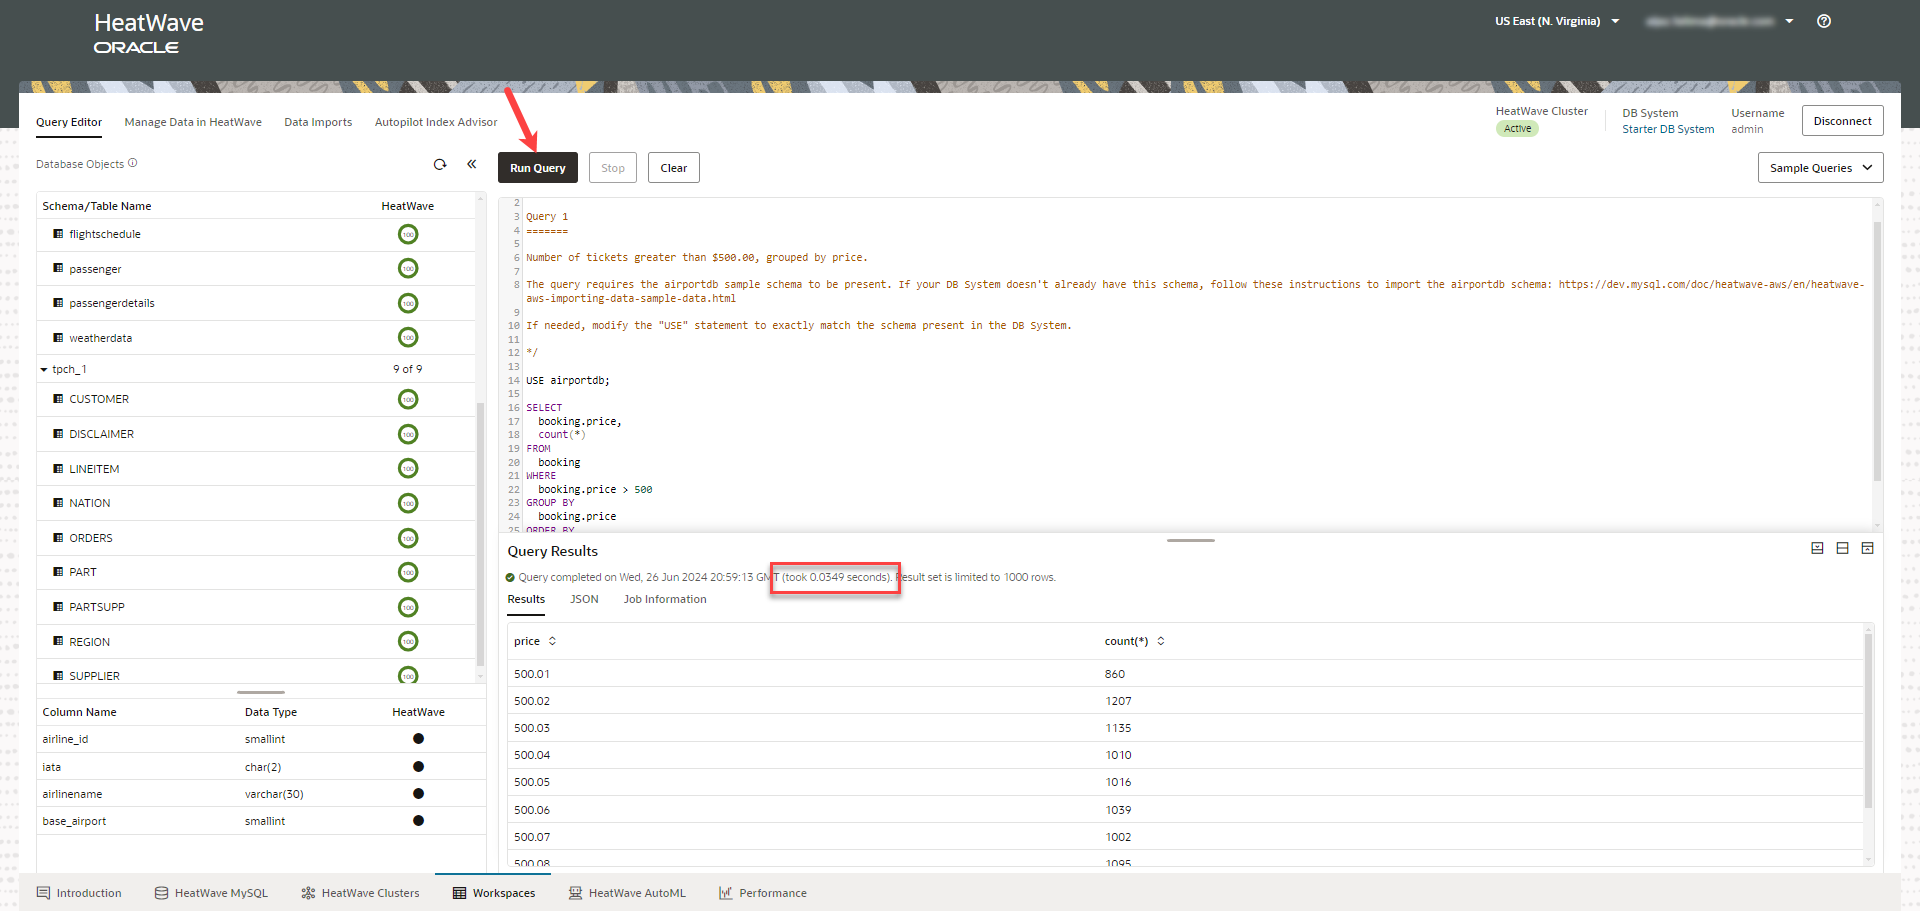 HeatWave
ORACLE
US East (N. Virginia)
Query Editor
Manage Data in HeatWave
Data Imports
Autopilot Index Advisor
HeatWave Cluster
Active
DB System
Starter DB System
Username
admin
Disconnect
Database Objects
Run Query
Stop
Clear
Sample Queries
Schema/Table Name HeatWave
flightschedule 100
passenger 100
passengerdetails 100
weatherdata 100
tpch_1 9 of 9
CUSTOMER 100
DISCLAIMER 100
LINEITEM 100
NATION 100
ORDERS 100
PART 100
PARTSUPP 100
REGION 100
SUPPLIER 100
Column Name Data Type HeatWave
airline_id smallint
iata char(2)
airlinename varchar(30)
base_airport smallint
2
3 Query 1
4 =======
5
6 Number of tickets greater than $500.00, grouped by price.
7
8 The query requires the airportdb sample schema to be present. If your DB System doesn't already have this schema, follow these instructions to import the airportdb schema: https://dev.mysql.com/doc/heatwave-aws/en/heatwave-
aws-importing-data-sample-data.html
9
10 If needed, modify the "USE" statement to exactly match the schema present in the DB System.
11
12 */
13
14 USE airportdb;
15
16 SELECT
17 booking.price,
18 count(*)
19 FROM
20 booking
21 WHERE
22 booking.price > 500
23 GROUP BY
24 booking.price
25 ORDER BY
Query Results
Query completed on Wed, 26 Jun 2024 20:59:13 GMT (took 0.0349 seconds). Result set is limited to 1000 rows.
Results JSON Job Information
price count(*)
500.01 860
500.02 1207
500.03 1135
500.04 1010
500.05 1016
500.06 1039
500.07 1002
500.08 1095
Introduction
HeatWave MySQL
HeatWave Clusters
Workspaces
HeatWave AutoML
Performance